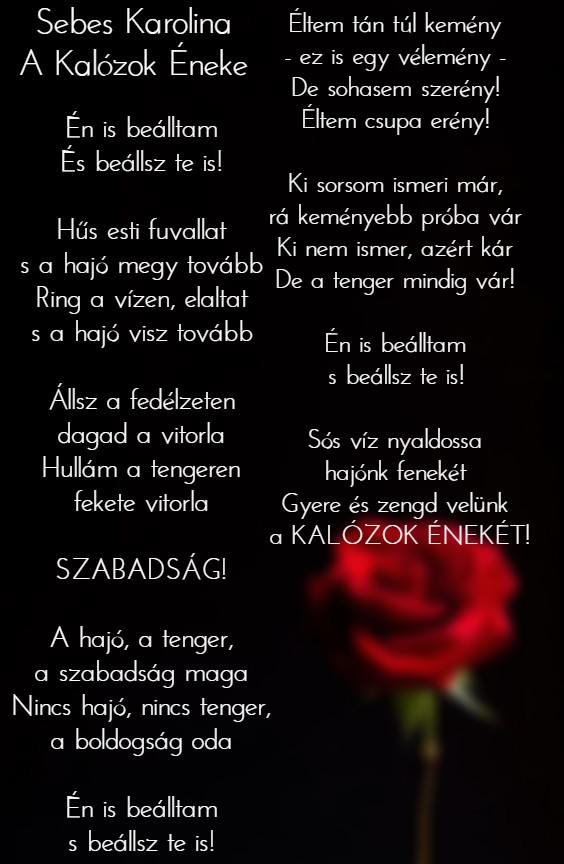 Sebes Karolina
A Kalózok Éneke
Én is beálltam
És beállsz te is!
Hűs esti fuvallat
s a hajó megy tovább
Ring a vízen, elaltat
s a hajó visz tovább
Állsz a fedélzeten
dagad a vitorla
Hullám a tengeren
fekete vitorla
SZABADSÁG!
A hajó, a tenger,
a szabadság maga
Nincs hajó, nincs tenger,
a boldogság oda
Én is beálltam
s beállsz te is!
Éltem tán túl kemény
- ez is egy vélemény -
De sohasem szerény!
Éltem csupa erény!
Ki sorsom ismeri már,
rá keményebb próba vár
Ki nem ismer, azért kár
De a tenger mindig vár!
Én is beálltam
s beállsz te is!
Sós víz nyaldossa
hajónk fenekét
Gyere és zengd velünk
a KALÓZOK ÉNEKÉT!